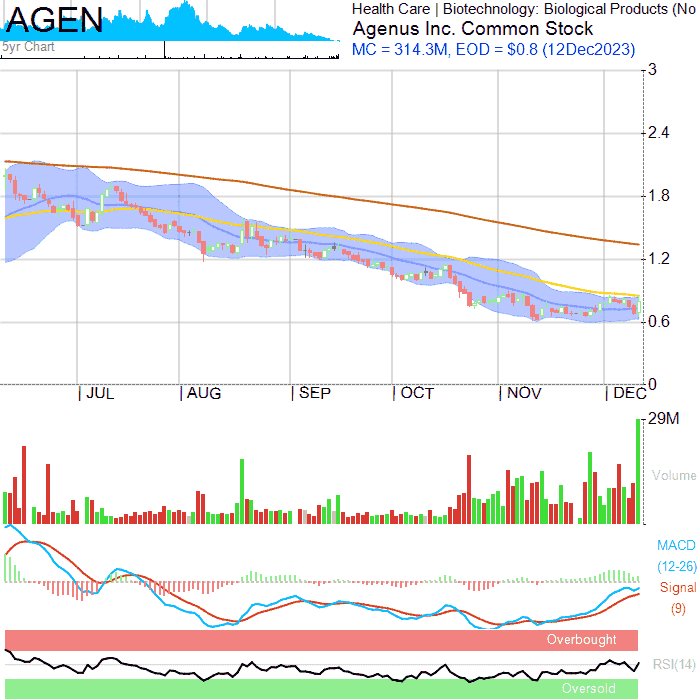 AGEN
5yr Chart
Health Care | Biotechnology: Biological Products (No
Agenus Inc. Common Stock
MC = 314.3M, EOD = $0.8 (12Dec2023)
3
2.4
1.8
1.2
0.6
0
| JUL | AUG | SEP | OCT | NOV | DEC
29M
Volume
MACD
(12-26)
Signal
(9)
Overbought
RSI(14)
Oversold